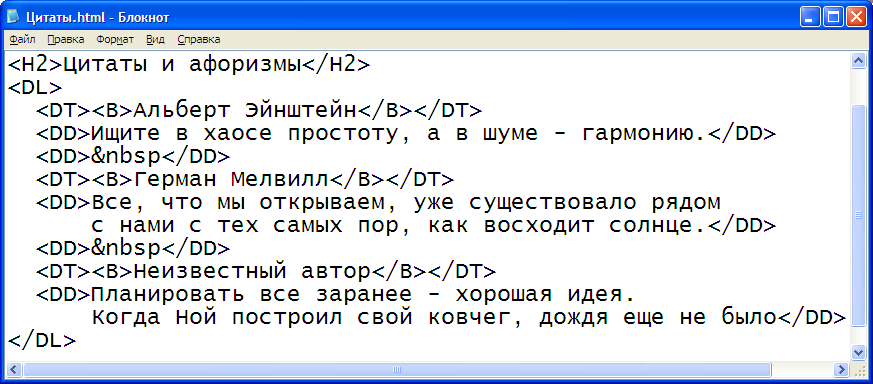 Цитаты.html - Блокнот
Файл Правка Формат Вид Справка
<H2>Цитаты и афоризмы</H2>
<DL>
  <DT><B>Альберт Эйнштейн</B></DT>
  <DD>Ищите в хаосе простоту, а в шуме - гармонию.</DD>
  <DD>&nbsp</DD>
  <DT><B>Герман Мелвилл</B></DT>
  <DD>Все, что мы открываем, уже существовало рядом
      с нами с тех самых пор, как восходит солнце.</DD>
  <DD>&nbsp</DD>
  <DT><B>Неизвестный автор</B></DT>
  <DD>Планировать все заранее - хорошая идея.
      Когда Ной построил свой ковчег, дождя еще не было</DD>
</DL>